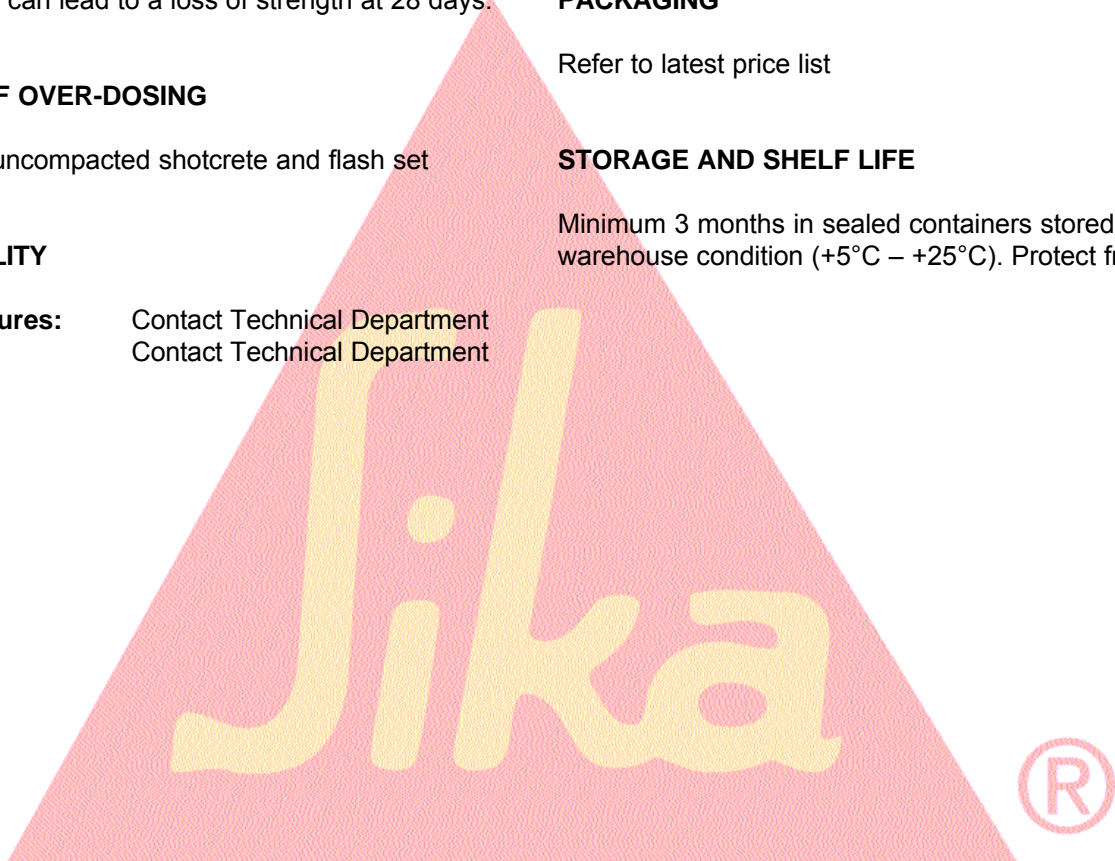 can lead to a loss of strength at 28 days.
F OVER-DOSING
uncompacted shotcrete and flash set
LITY
ures: Contact Technical Department
Contact Technical Department
PACKAGING
Refer to latest price list
STORAGE AND SHELF LIFE
Minimum 3 months in sealed containers stored
warehouse condition (+5°C – +25°C). Protect f
Sika
®